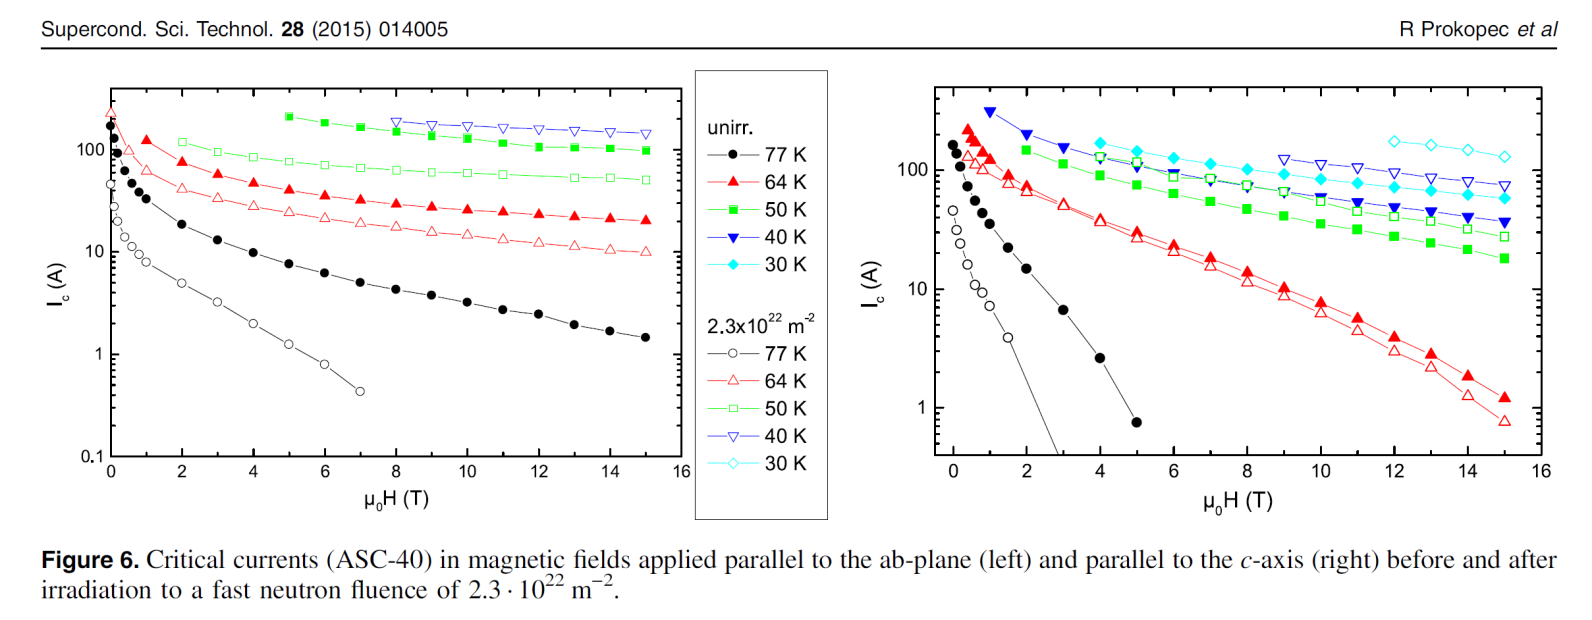 Supercond. Sci. Technol. 28 (2015) 014005
R Prokopec et al
100
10
1
0.1
0 2 4 6 8 10 12 14 16
I_c (A)
μ₀H (T)
unirr.
77 K
64 K
50 K
40 K
30 K
2.3x10²² m⁻²
77 K
64 K
50 K
40 K
30 K
100
10
1
0 2 4 6 8 10 12 14 16
I_c (A)
μ₀H (T)
Figure 6. Critical currents (ASC-40) in magnetic fields applied parallel to the ab-plane (left) and parallel to the c-axis (right) before and after
irradiation to a fast neutron fluence of 2.3 · 10²² m⁻².